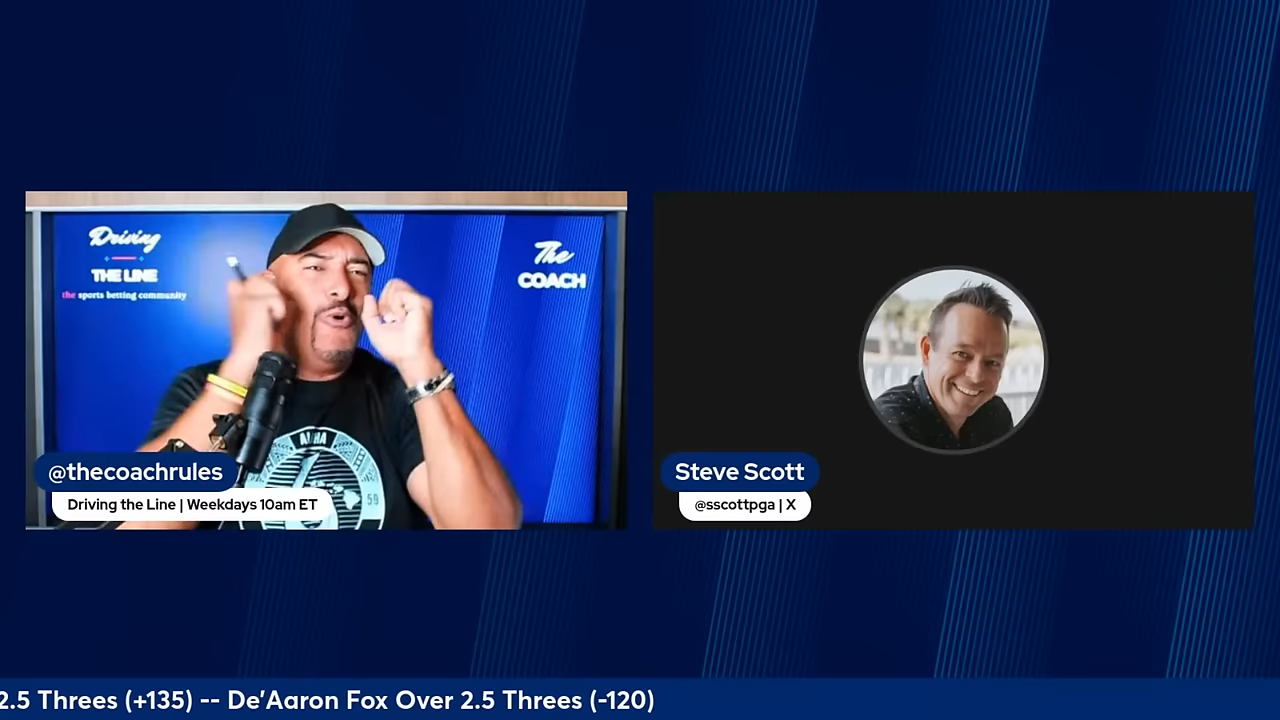 Driving
THE LINE
the sports betting community
The
COACH
59
@thecoachrules
Driving the Line | Weekdays 10am ET
Steve Scott
@sscottpga | X
2.5 Threes (+135) -- De'Aaron Fox Over 2.5 Threes (-120)